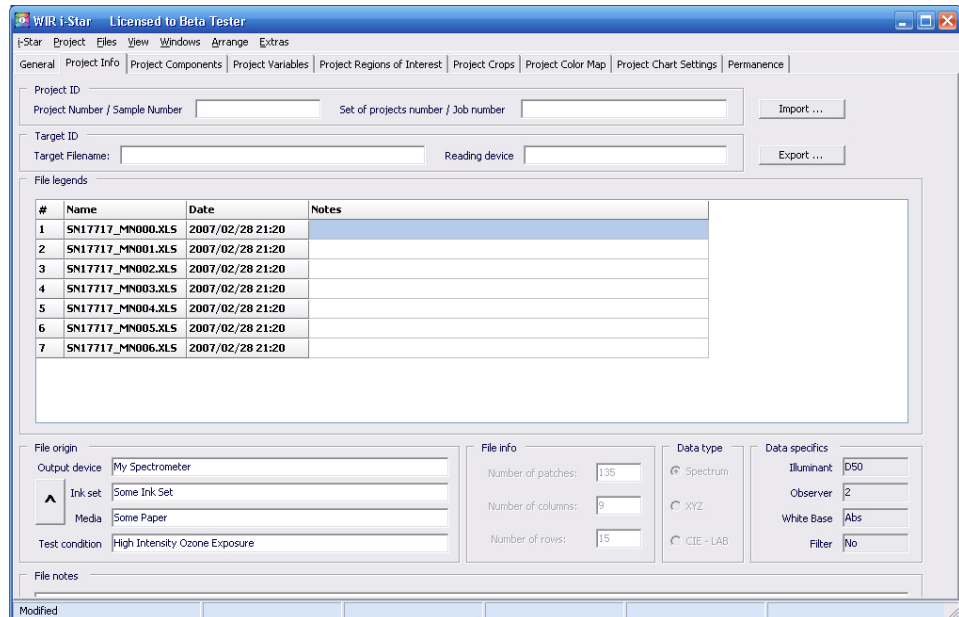 WIR i-Star Licensed to Beta Tester
i-Star Project Files View Windows Arrange Extras
General Project Info Project Components Project Variables Project Regions of Interest Project Crops Project Color Map Project Chart Settings Permanence
Project ID
Project Number / Sample Number Set of projects number / Job number Import ...
Target ID
Target Filename: Reading device Export ...
File legends
# Name Date Notes
1 SN17717_MN000.XLS 2007/02/28 21:20
2 SN17717_MN001.XLS 2007/02/28 21:20
3 SN17717_MN002.XLS 2007/02/28 21:20
4 SN17717_MN003.XLS 2007/02/28 21:20
5 SN17717_MN004.XLS 2007/02/28 21:20
6 SN17717_MN005.XLS 2007/02/28 21:20
7 SN17717_MN006.XLS 2007/02/28 21:20
File origin
Output device My Spectrometer
^ Ink set Some Ink Set
Media Some Paper
Test condition High Intensity Ozone Exposure
File info
Number of patches: 135
Number of columns: 9
Number of rows: 15
Data type
Spectrum
XYZ
CIE - LAB
Data specifics
Illuminant D50
Observer 2
White Base Abs
Filter No
File notes
Modified